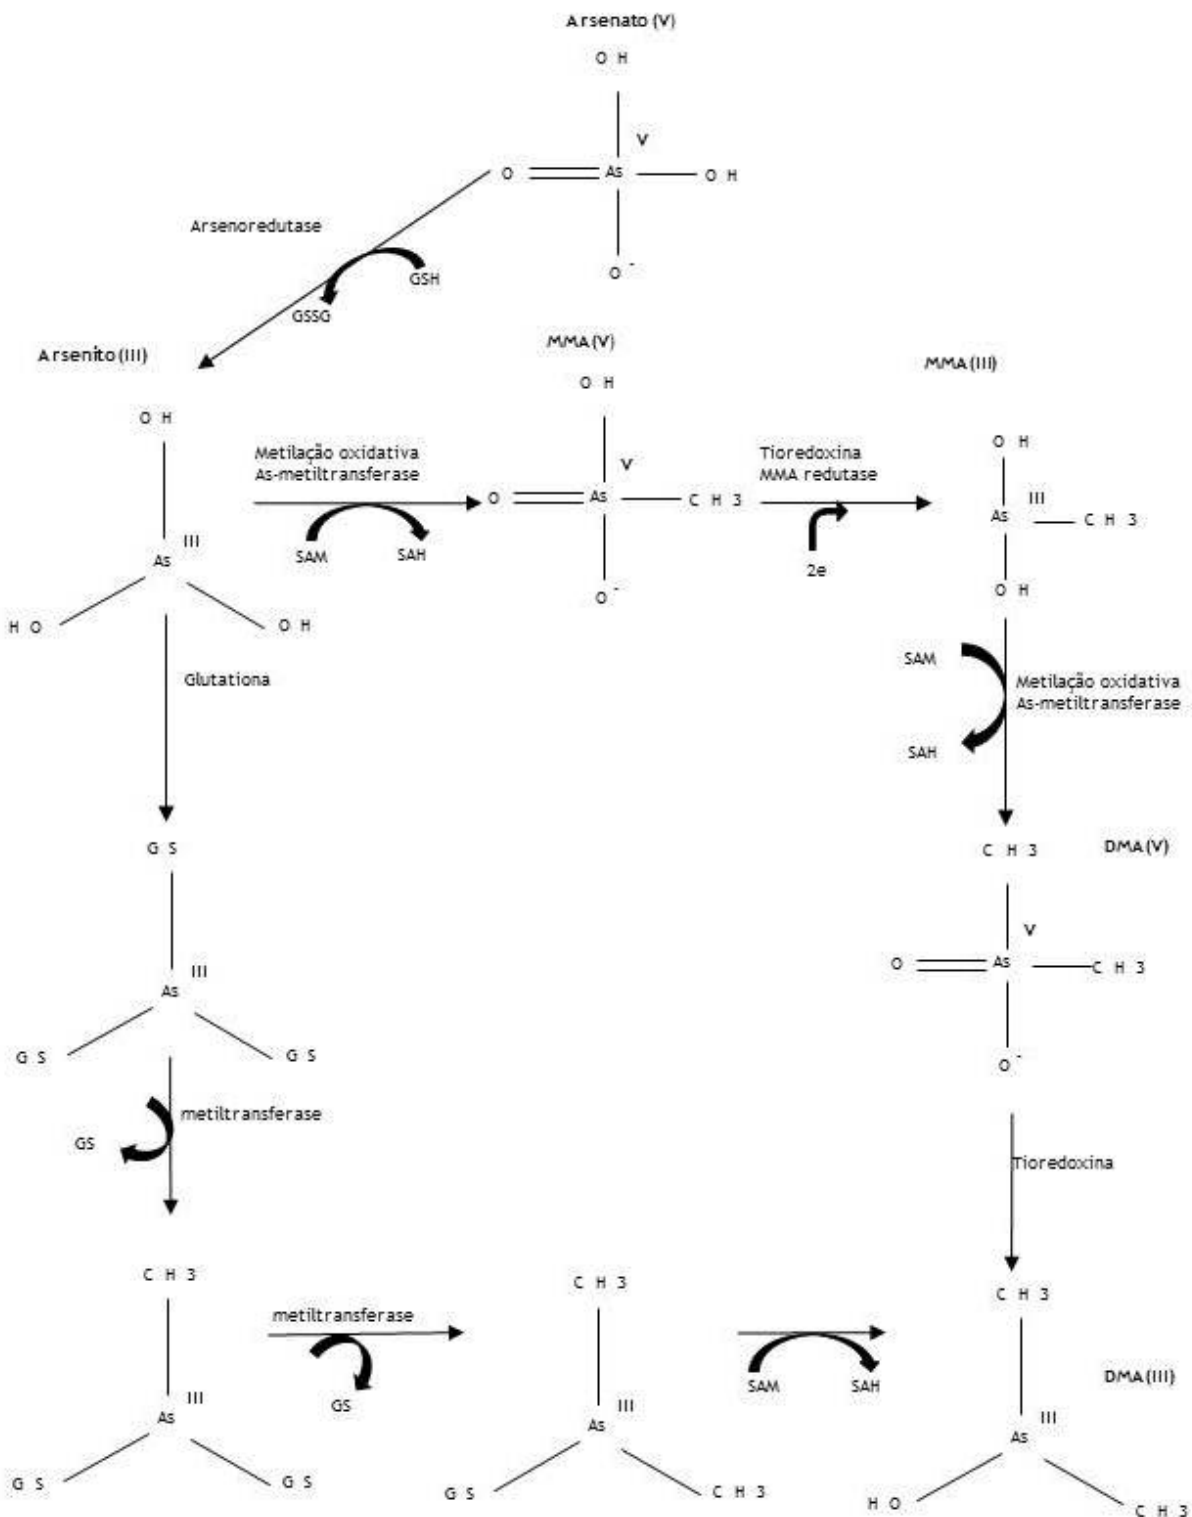 Arsenato (V)
O H
V
O As O H
O -
Arsenoredutase
GSH
GSSG
Arsenito (III)
MMA (V)
MMA (III)
O H
O H
O H
Metilação oxidativa
As-metiltransferase
V
Tioredoxina
MMA redutase
O As C H 3
III
As C H 3
III
As
SAM SAH
2e
O -
O H
H O O H
Glutationa
SAM
Metilação oxidativa
As-metiltransferase
SAH
G S
C H 3
DMA (V)
V
O As C H 3
III
As
G S G S
O -
metiltransferase
GS
Tioredoxina
C H 3
metiltransferase
GS
C H 3
SAM SAH
C H 3
DMA (III)
III
As
III
As
III
As
G S G S
G S C H 3
H O C H 3